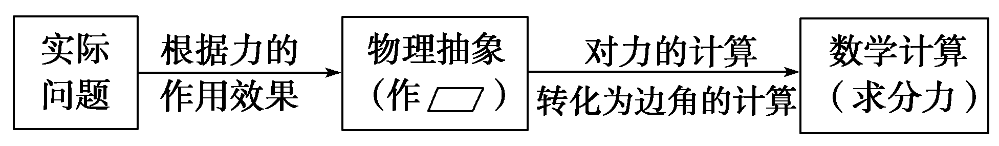 实际
问题
根据力的
作用效果
物理抽象
(作 )
对力的计算
转化为边角的计算
数学计算
(求分力)